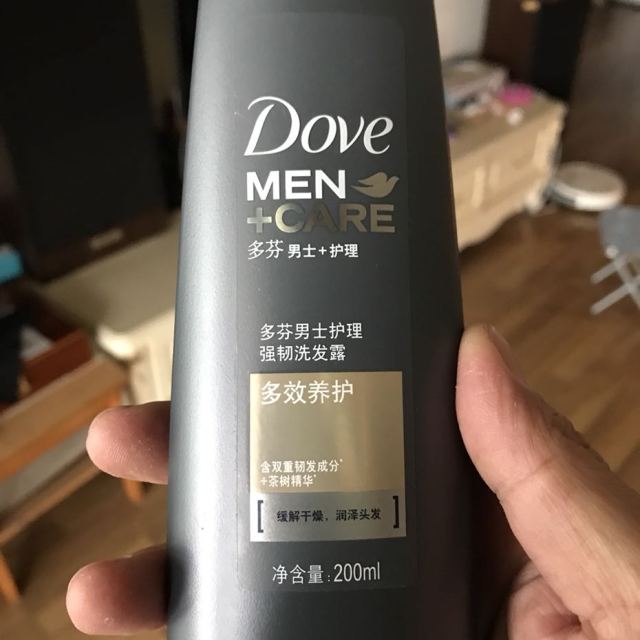 Dove
MEN
+CARE
多芬 男士+护理
多芬男士护理
强韧洗发露
多效养护
含双重韧发成分*
+茶树精华*
[ 缓解干燥，润泽头发 ]
净含量:200ml